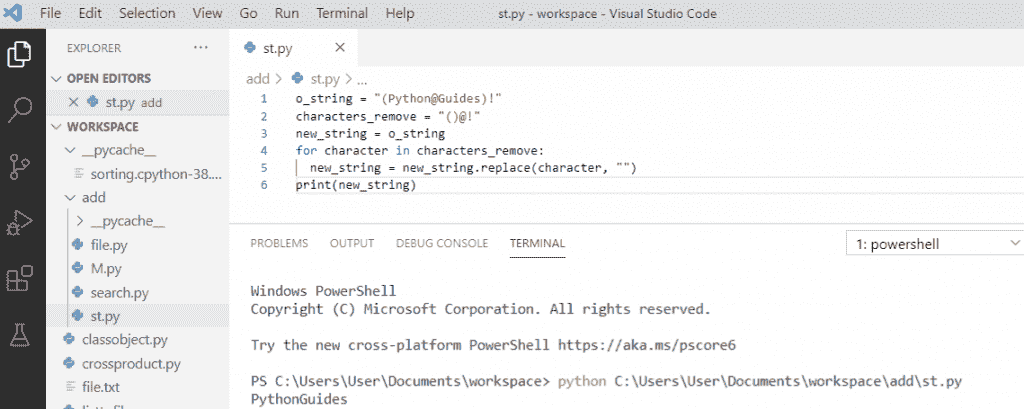 File Edit Selection View Go Run Terminal Help st.py - workspace - Visual Studio Code
EXPLORER ...
OPEN EDITORS
st.py add
WORKSPACE
__pycache__
sorting.cpython-38....
add
__pycache__
file.py
M.py
search.py
st.py
classobject.py
crossproduct.py
file.txt
st.py
add > st.py > ...
1 o_string = "(Python@Guides)!"
2 characters_remove = "()@!"
3 new_string = o_string
4 for character in characters_remove:
5 new_string = new_string.replace(character, "")
6 print(new_string)
PROBLEMS OUTPUT DEBUG CONSOLE TERMINAL 1: powershell
Windows PowerShell
Copyright (C) Microsoft Corporation. All rights reserved.
Try the new cross-platform PowerShell https://aka.ms/pscore6
PS C:\Users\User\Documents\workspace> python C:\Users\User\Documents\workspace\add\st.py
PythonGuides